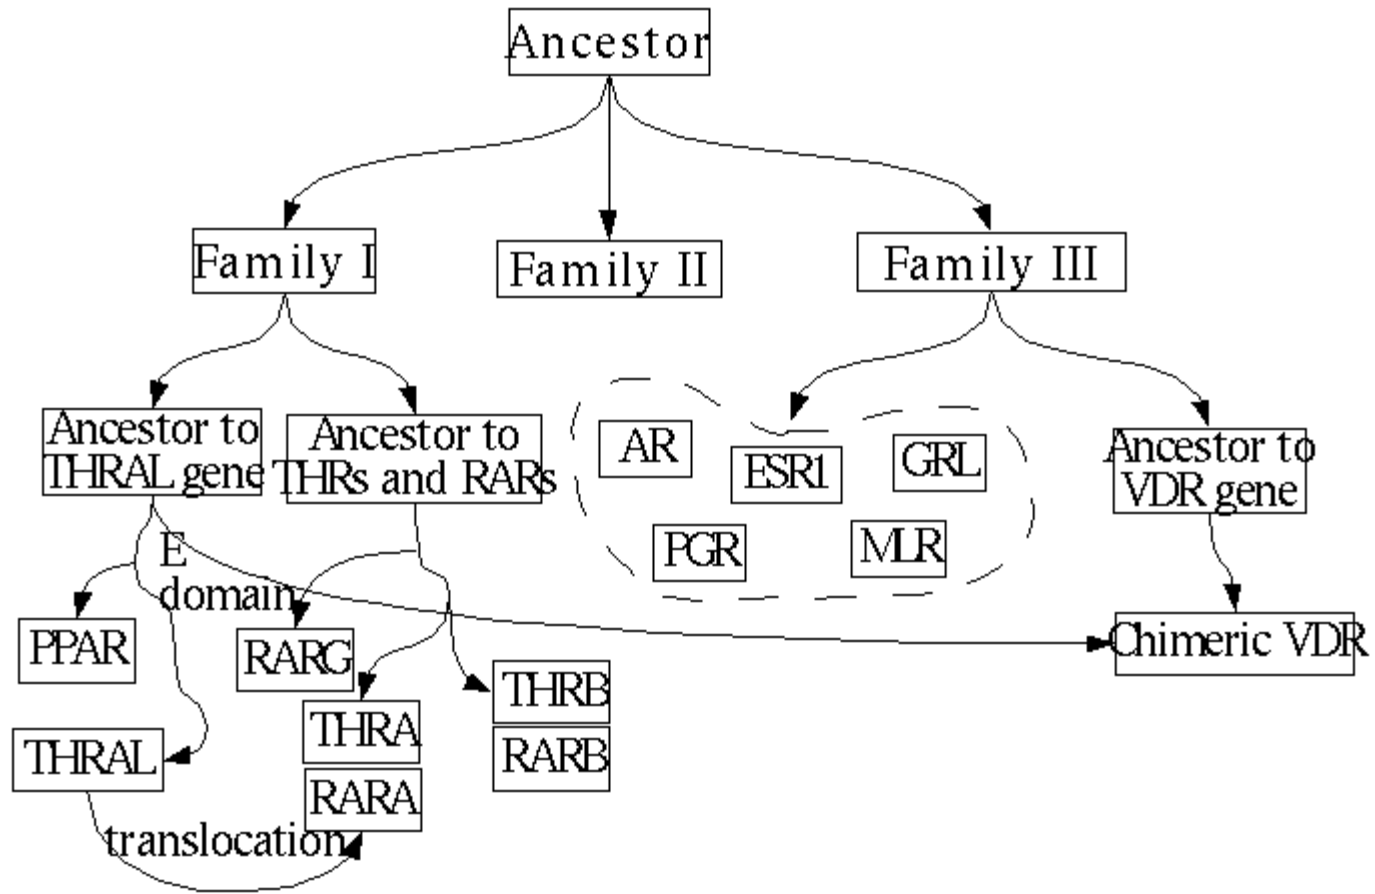 Ancestor
Family I
Family II
Family III
Ancestor to
THRAL gene
Ancestor to
THRs and RARs
AR
ESR1
GRL
PGR
MLR
Ancestor to
VDR gene
E
domain
PPAR
RARG
THRB
Chimeric VDR
THRAL
THRA
RARB
RARA
translocation